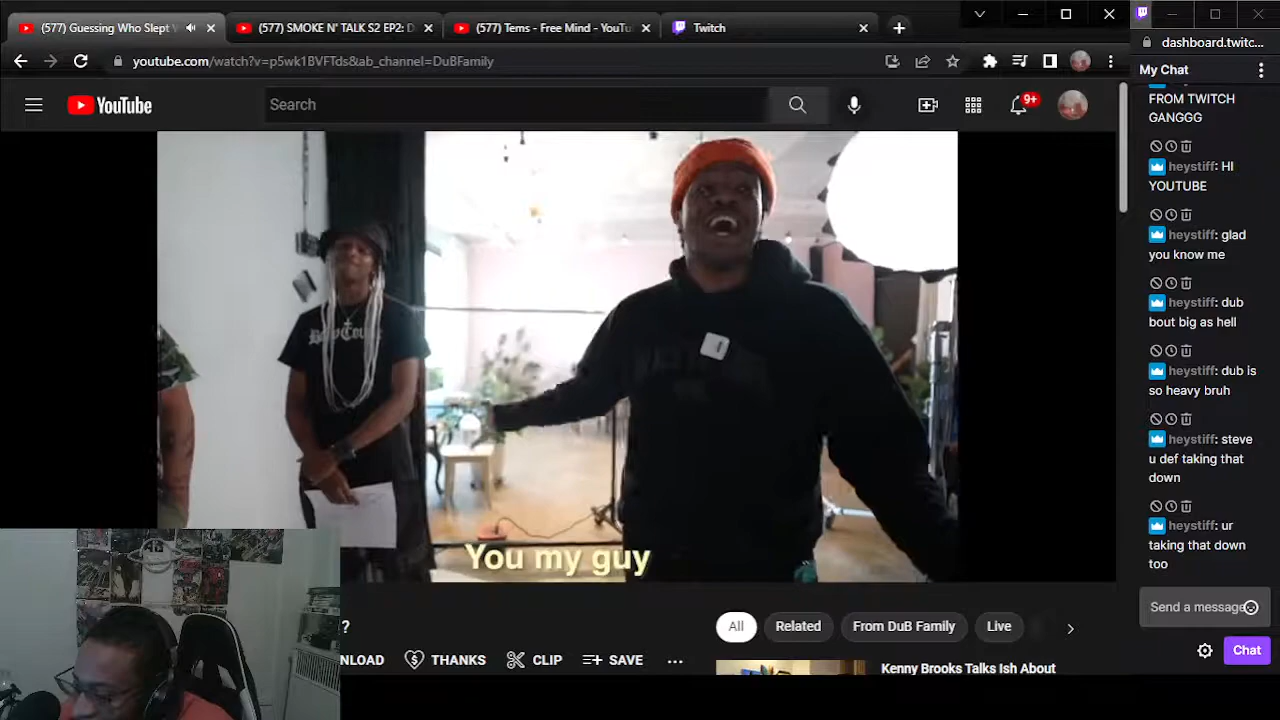 (577) Guessing Who Slept
(577) SMOKE N' TALK S2 EP2:
(577) Tems - Free Mind - YouTu
Twitch
youtube.com/watch?v=p5wk1BVFTds&ab_channel=DuBFamily
YouTube
Search
9+
You my guy
?
NLOAD
THANKS
CLIP
SAVE
All
Related
From DuB Family
Live
Kenny Brooks Talks Ish About
dashboard.twitc...
My Chat
FROM TWITCH
GANGGG
heystiff: HI
YOUTUBE
heystiff: glad
you know me
heystiff: dub
bout big as hell
heystiff: dub is
so heavy bruh
heystiff: steve
u def taking that
down
heystiff: ur
taking that down
too
Send a message
Chat